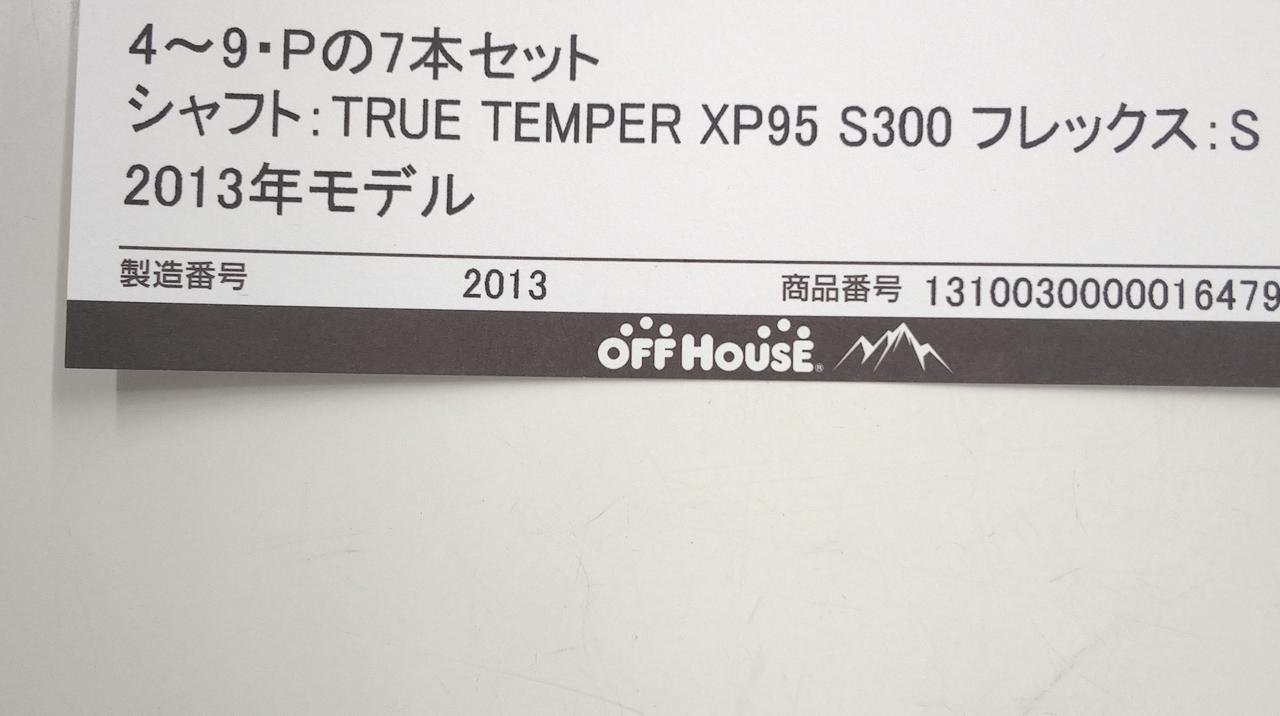 4～9・Pの7本セット
シャフト：TRUE TEMPER XP95 S300 フレックス：S
2013年モデル
製造番号 2013 商品番号 1310030000016479
OFF HOUSE®